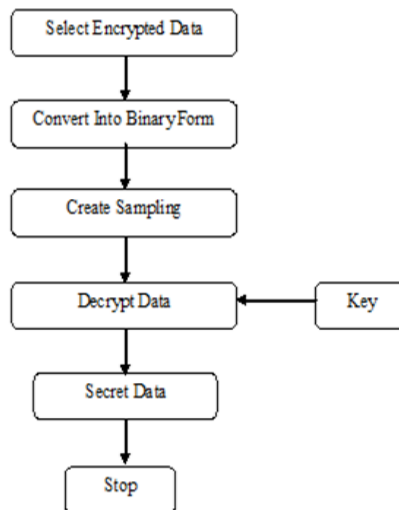 Select Encrypted Data
Convert Into Binary Form
Create Sampling
Decrypt Data
Key
Secret Data
Stop